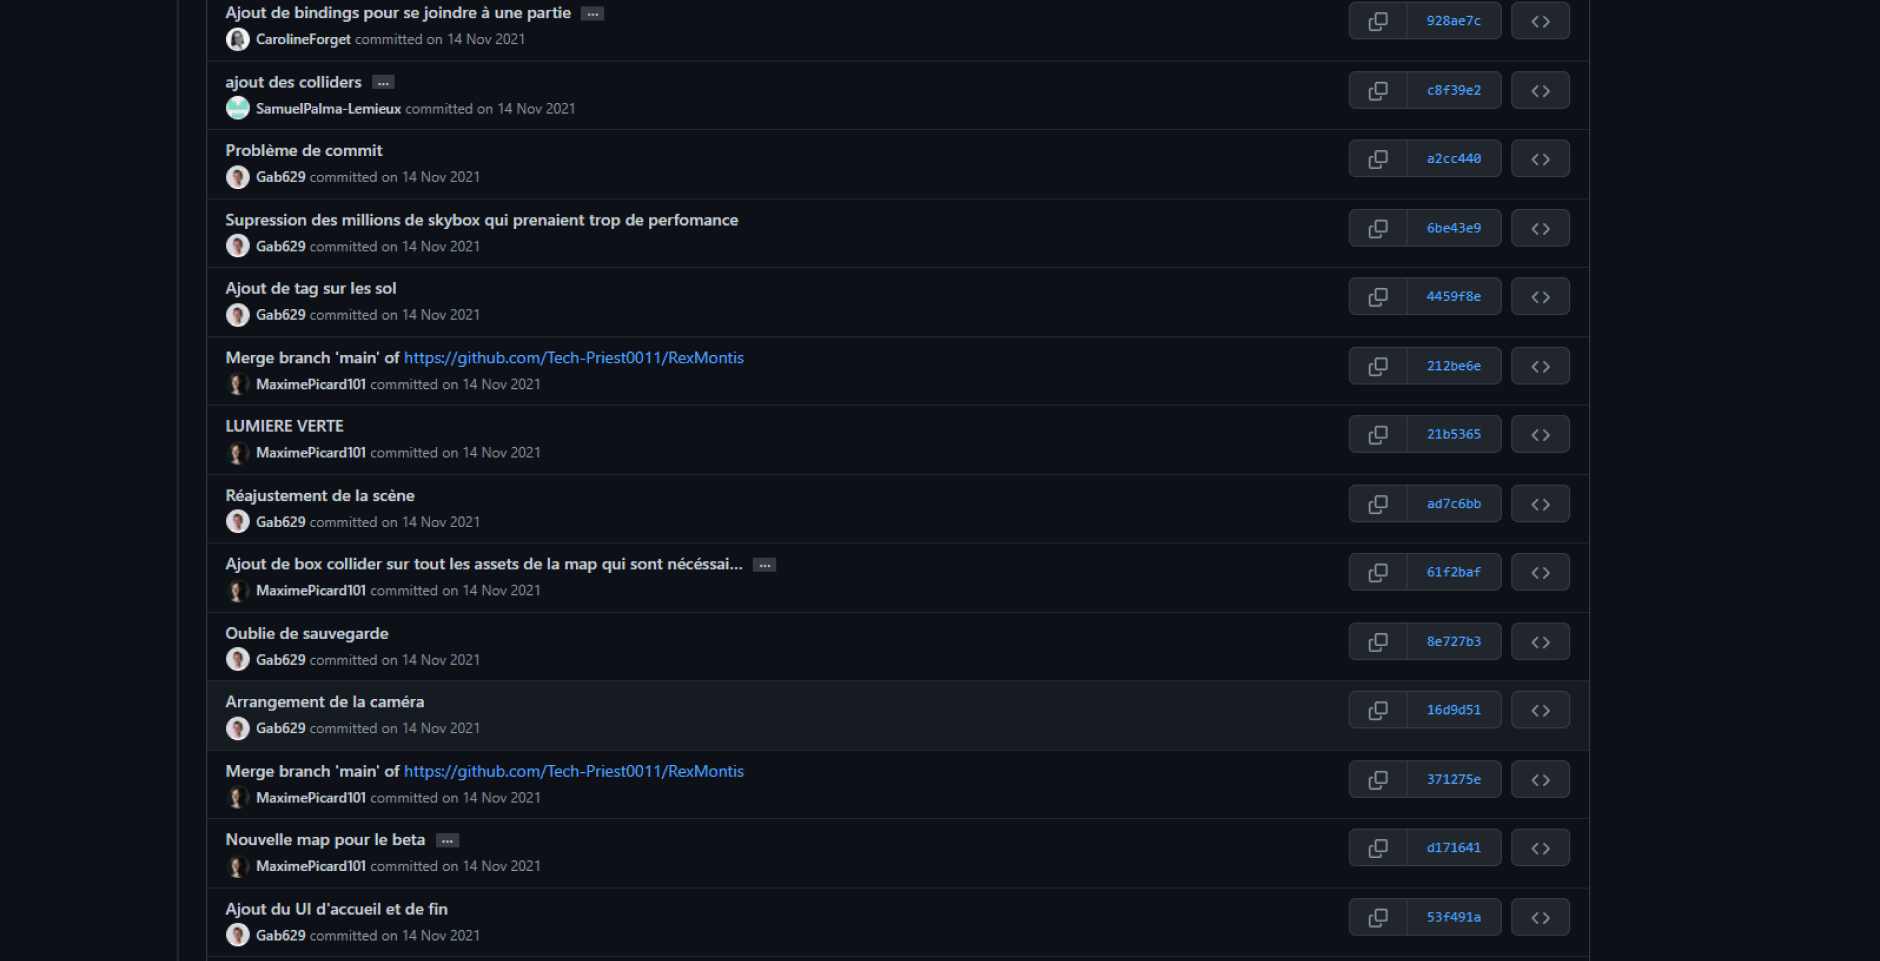 Ajout de bindings pour se joindre à une partie ...
CarolineForget committed on 14 Nov 2021
928ae7c
ajout des colliders ...
SamuelPalma-Lemieux committed on 14 Nov 2021
c8f39e2
Problème de commit
Gab629 committed on 14 Nov 2021
a2cc440
Supression des millions de skybox qui prenaient trop de perfomance
Gab629 committed on 14 Nov 2021
6be43e9
Ajout de tag sur les sol
Gab629 committed on 14 Nov 2021
4459f8e
Merge branch 'main' of https://github.com/Tech-Priest0011/RexMontis
MaximePicard101 committed on 14 Nov 2021
212be6e
LUMIERE VERTE
MaximePicard101 committed on 14 Nov 2021
21b5365
Réajustement de la scène
Gab629 committed on 14 Nov 2021
ad7c6bb
Ajout de box collider sur tout les assets de la map qui sont nécéssai... ...
MaximePicard101 committed on 14 Nov 2021
61f2baf
Oublie de sauvegarde
Gab629 committed on 14 Nov 2021
8e727b3
Arrangement de la caméra
Gab629 committed on 14 Nov 2021
16d9d51
Merge branch 'main' of https://github.com/Tech-Priest0011/RexMontis
MaximePicard101 committed on 14 Nov 2021
371275e
Nouvelle map pour le beta ...
MaximePicard101 committed on 14 Nov 2021
d171641
Ajout du UI d'accueil et de fin
Gab629 committed on 14 Nov 2021
53f491a